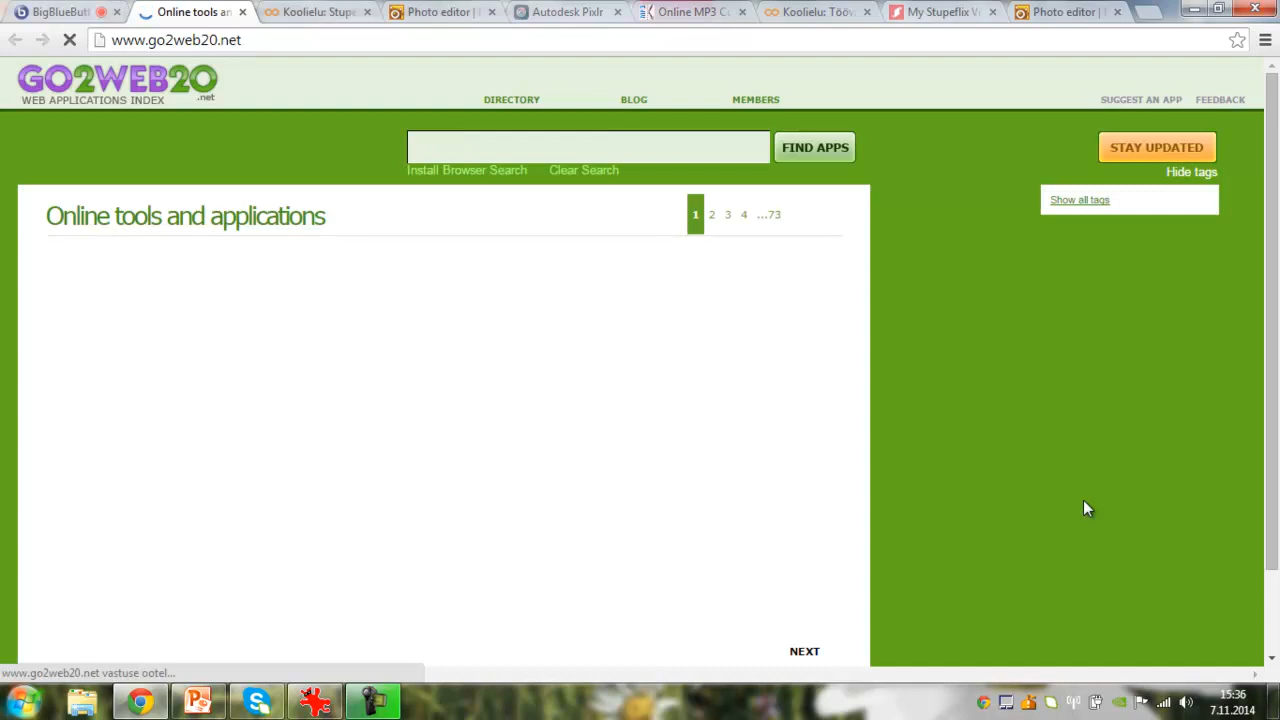 BigBlueButt
Online tools an
Koolielu: Stupe
Photo editor |
Autodesk Pixlr
Online MP3 C
Koolielu: Töövä
My Stupeflix Vi
Photo editor |
www.go2web20.net
GO2WEB20
.net
WEB APPLICATIONS INDEX
DIRECTORY
BLOG
MEMBERS
SUGGEST AN APP
FEEDBACK
FIND APPS
STAY UPDATED
Install Browser Search
Clear Search
Hide tags
Online tools and applications
1 2 3 4 ...73
Show all tags
NEXT
www.go2web20.net vastuse ootel...
15:36
7.11.2014